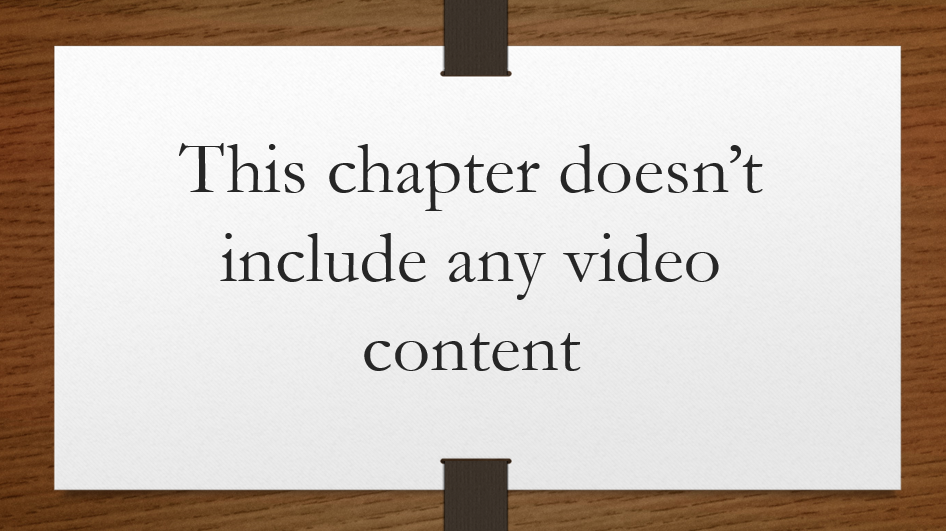 This chapter doesn’t
include any video
content